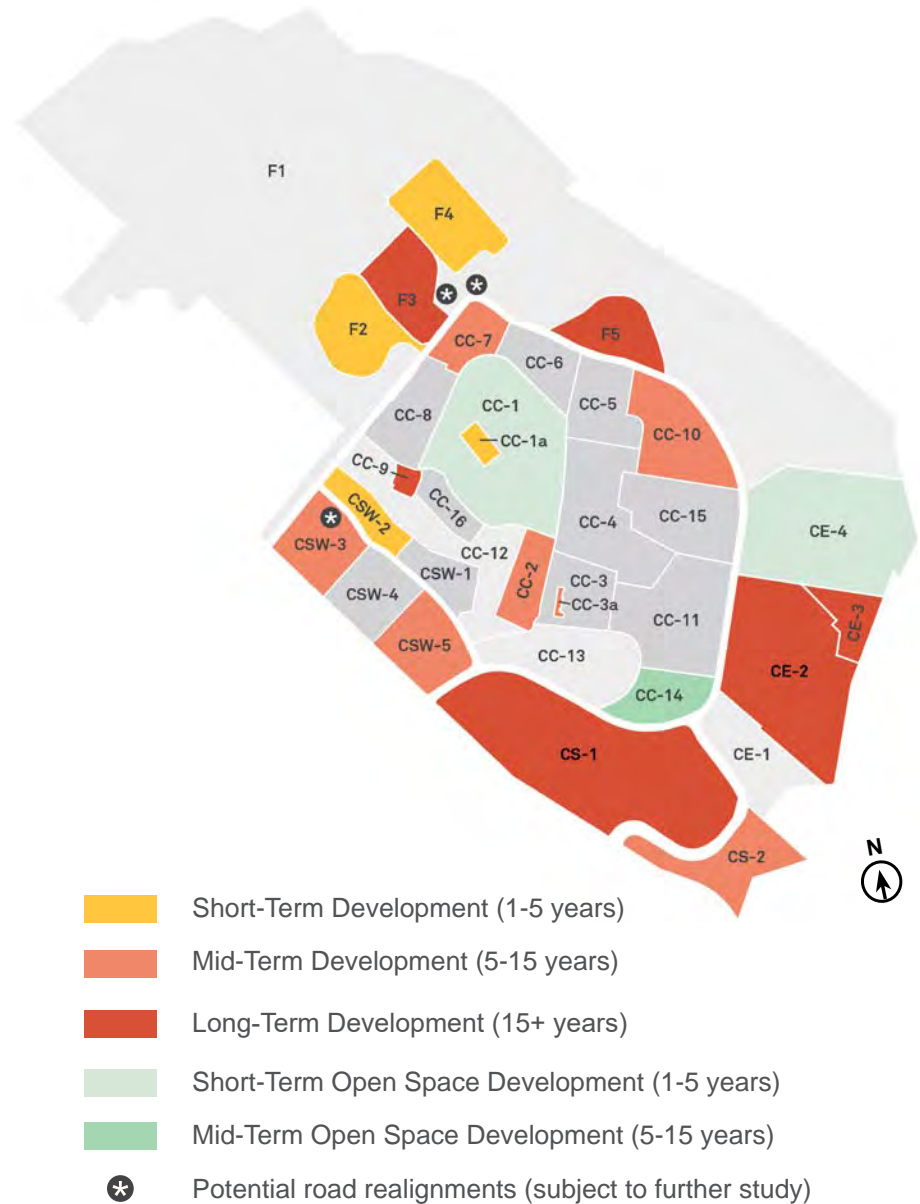 F1
F4
F3
F2
F5
CC-7
CC-6
CC-1
CC-5
CC-8
CC-10
CC-1a
CC-9
CC-16
CSW-2
CC-4
CC-15
CE-4
CSW-3
CC-12
CSW-1
CC-2
CC-3
CSW-4
CC-3a
CC-11
CE-3
CSW-5
CC-13
CE-2
CC-14
CS-1
CE-1
CS-2
N
Short-Term Development (1-5 years)
Mid-Term Development (5-15 years)
Long-Term Development (15+ years)
Short-Term Open Space Development (1-5 years)
Mid-Term Open Space Development (5-15 years)
Potential road realignments (subject to further study)